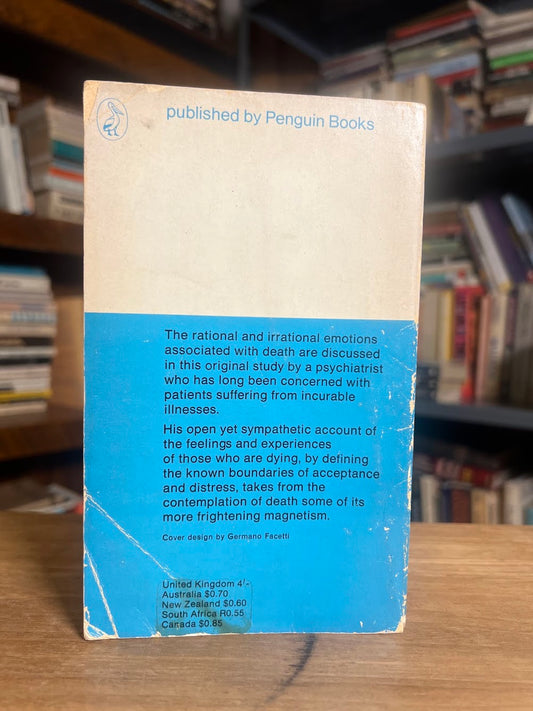 published by Penguin Books
The rational and irrational emotions
associated with death are discussed
in this original study by a psychiatrist
who has long been concerned with
patients suffering from incurable
illnesses.
His open yet sympathetic account of
the feelings and experiences
of those who are dying, by defining
the known boundaries of acceptance
and distress, takes from the
contemplation of death some of its
more frightening magnetism.
Cover design by Germano Facetti
United Kingdom 4/-
Australia $0.70
New Zealand $0.60
South Africa R0.55
Canada $0.85